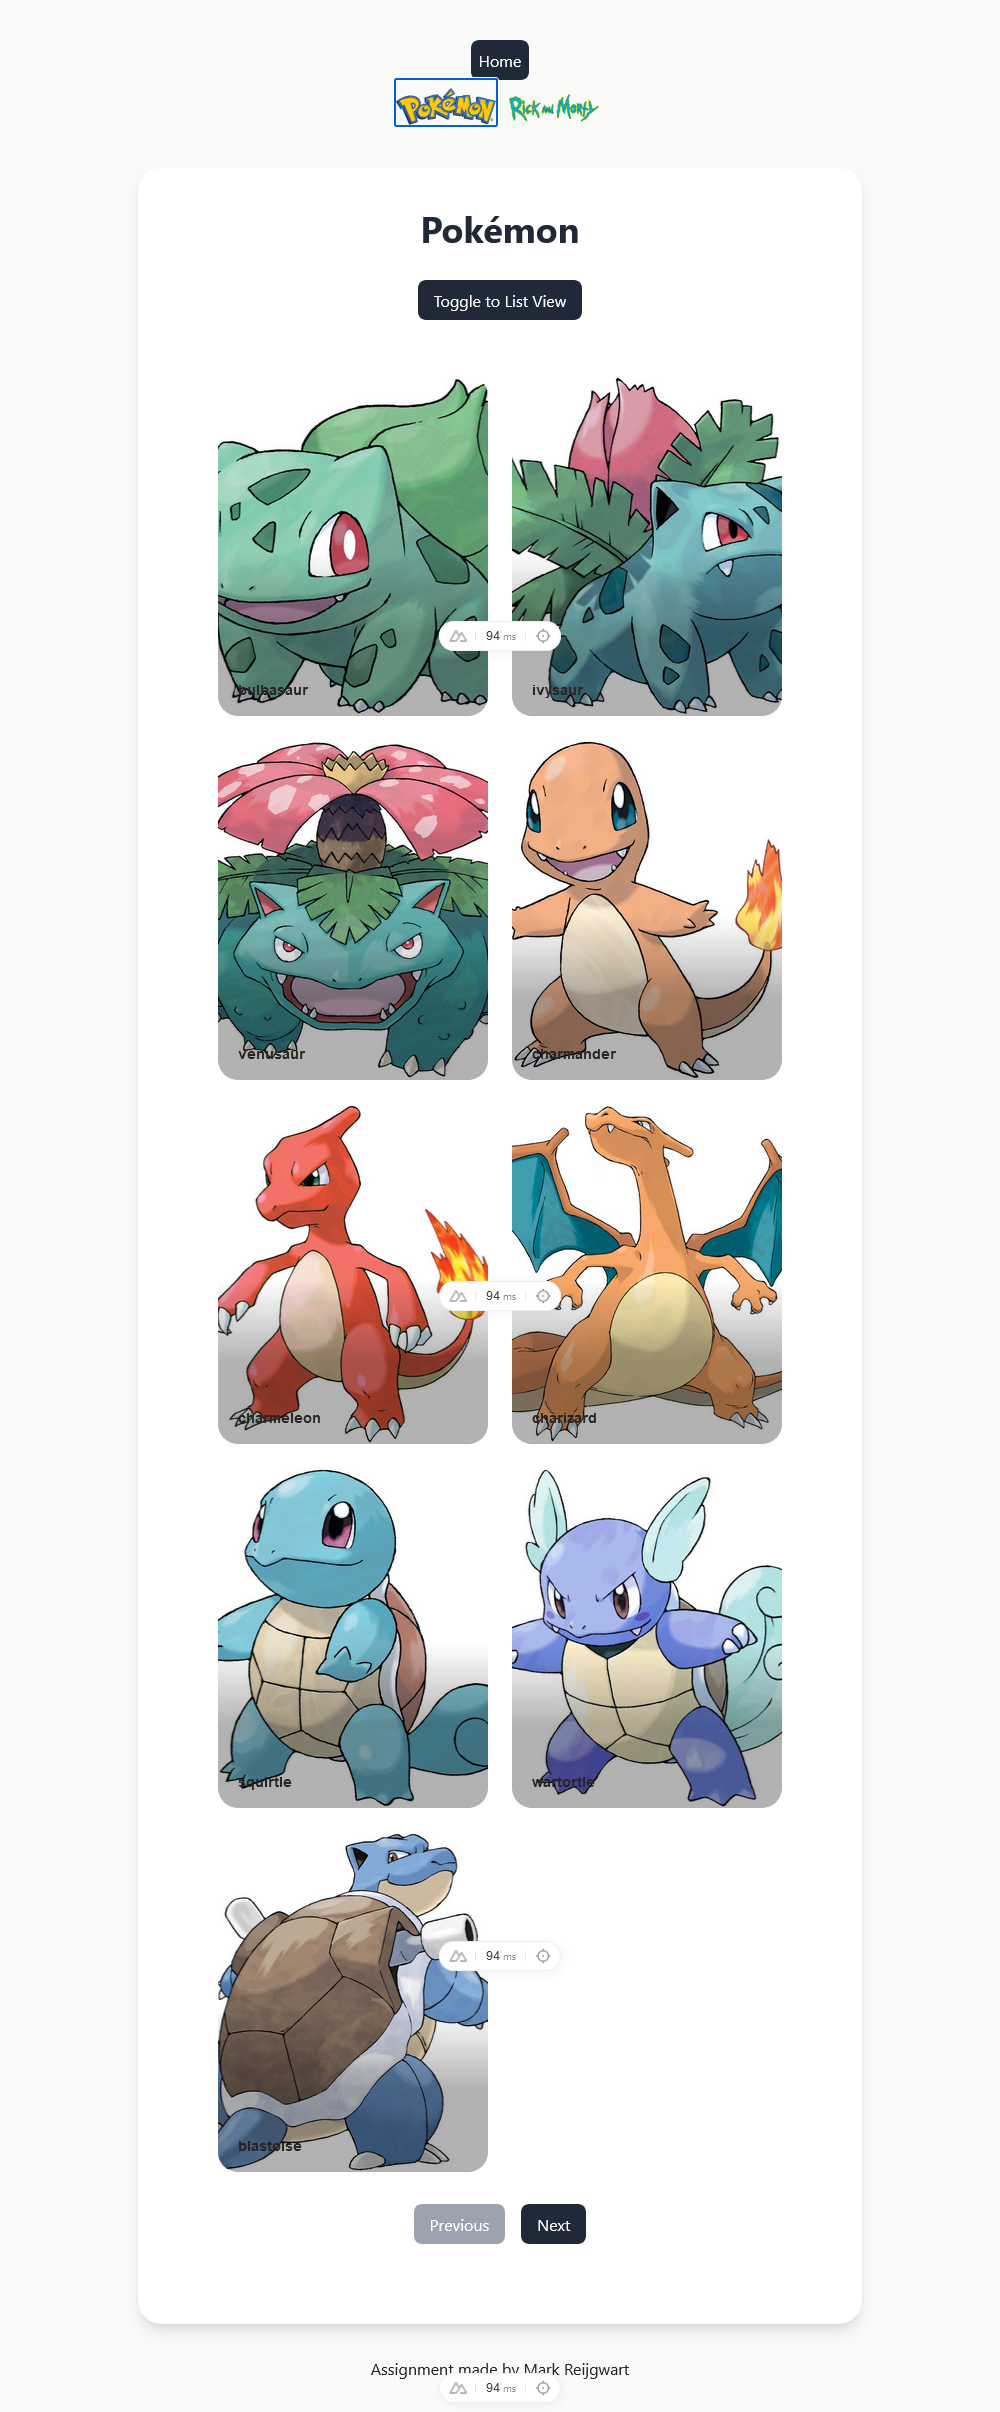 Home
Pokémon Rick and Morty
Pokémon
Toggle to List View
bulbasaur
ivysaur
94 ms
venusaur
charmander
94 ms
charmeleon
charizard
squirtle
wartortle
94 ms
blastoise
Previous
Next
Assignment made by Mark Reijgwart
94 ms